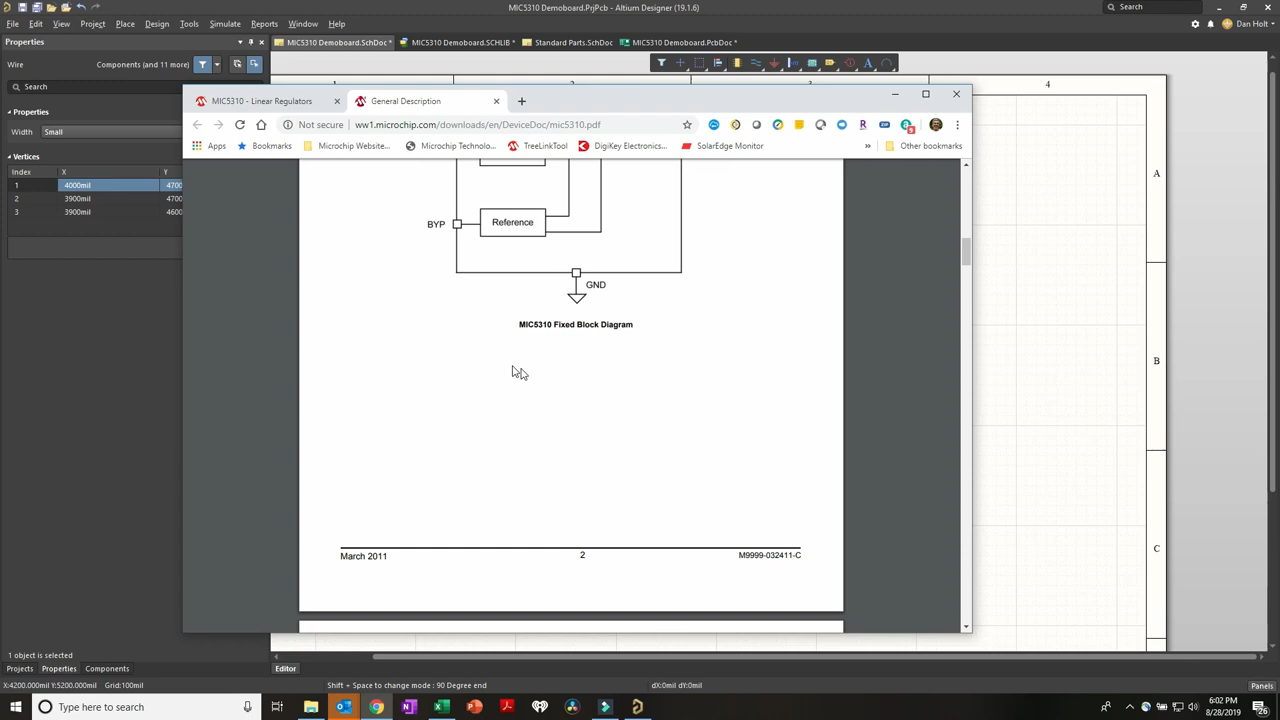 MIC5310 Demoboard.PrjPcb - Altium Designer (19.1.6)
Search
File Edit View Project Place Design Tools Simulate Reports Window Help
Dan Holt
Properties
MIC5310 Demoboard.SchDoc *
MIC5310 Demoboard.SCHLIB *
Standard Parts.SchDoc
MIC5310 Demoboard.PcbDoc *
Wire
Components (and 11 more)
Search
Properties
Width Small
Vertices
Index X Y
1 4000mil 4700
2 3900mil 4700
3 3900mil 4600
1 2 3 4
A
B
C
MIC5310 - Linear Regulators
General Description
Not secure ww1.microchip.com/downloads/en/DeviceDoc/mic5310.pdf
Apps Bookmarks Microchip Website... Microchip Technolo... TreeLinkTool DigiKey Electronics... SolarEdge Monitor » Other bookmarks
BYP
Reference
GND
MIC5310 Fixed Block Diagram
March 2011 2 M9999-032411-C
1 object is selected
Projects Properties Components
Editor
X:4200.000mil Y:5200.000mil Grid:100mil
Shift + Space to change mode : 90 Degree end
dX:0mil dY:0mil
Panels
Type here to search
6:02 PM
8/28/2019